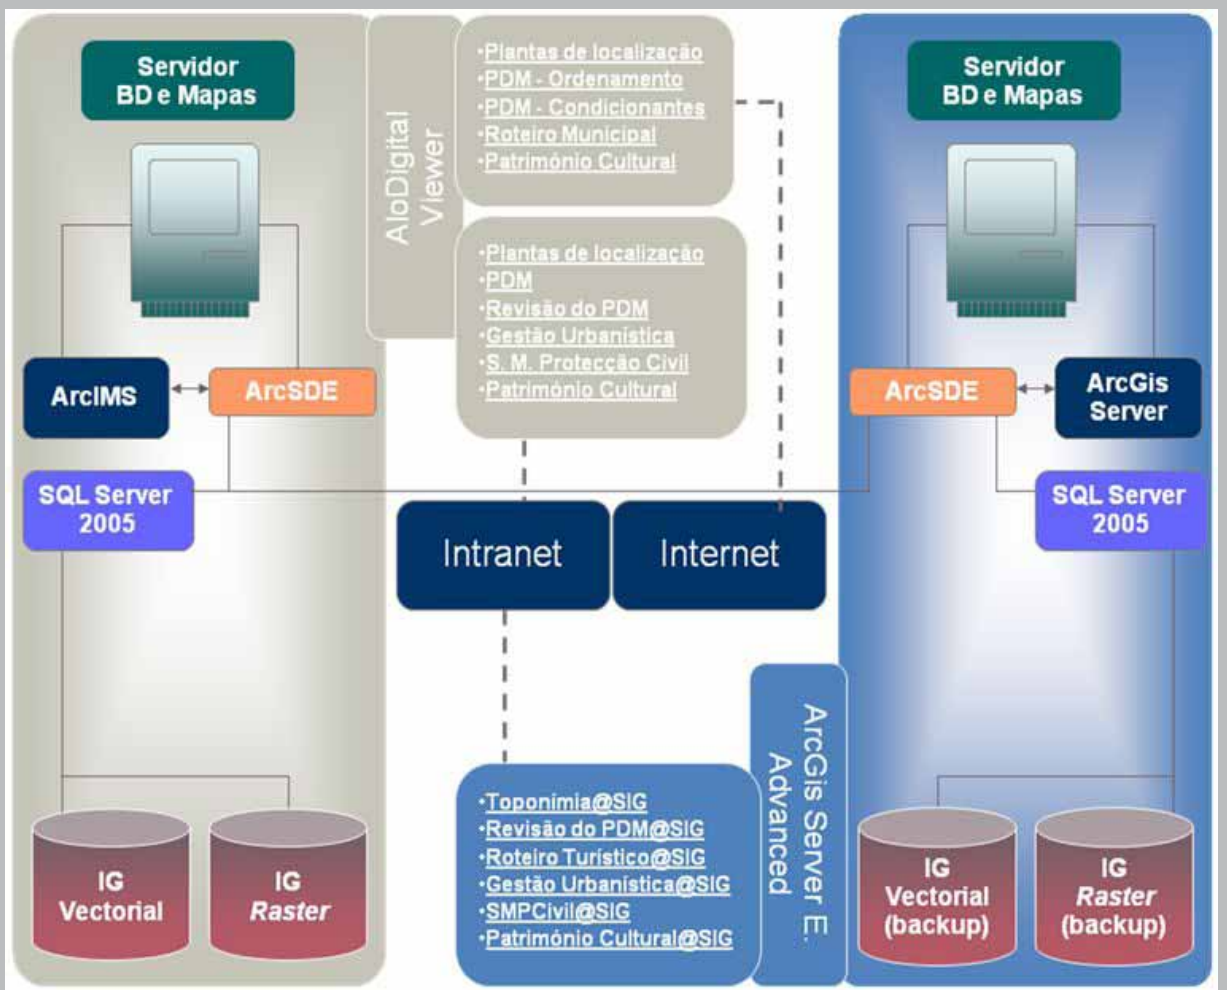 Servidor
BD e Mapas
ArcIMS
ArcSDE
SQL Server
2005
IG
Vectorial
IG
Raster
AloDigital
Viewer
•Plantas de localização
•PDM - Ordenamento
•PDM - Condicionantes
•Roteiro Municipal
•Património Cultural
•Plantas de localização
•PDM
•Revisão do PDM
•Gestão Urbanística
•S. M. Protecção Civil
•Património Cultural
Intranet
Internet
•Toponímia@SIG
•Revisão do PDM@SIG
•Roteiro Turístico@SIG
•Gestão Urbanística@SIG
•SMPCivil@SIG
•Património Cultural@SIG
ArcGis Server E.
Advanced
Servidor
BD e Mapas
ArcSDE
ArcGis
Server
SQL Server
2005
IG
Vectorial
(backup)
IG
Raster
(backup)